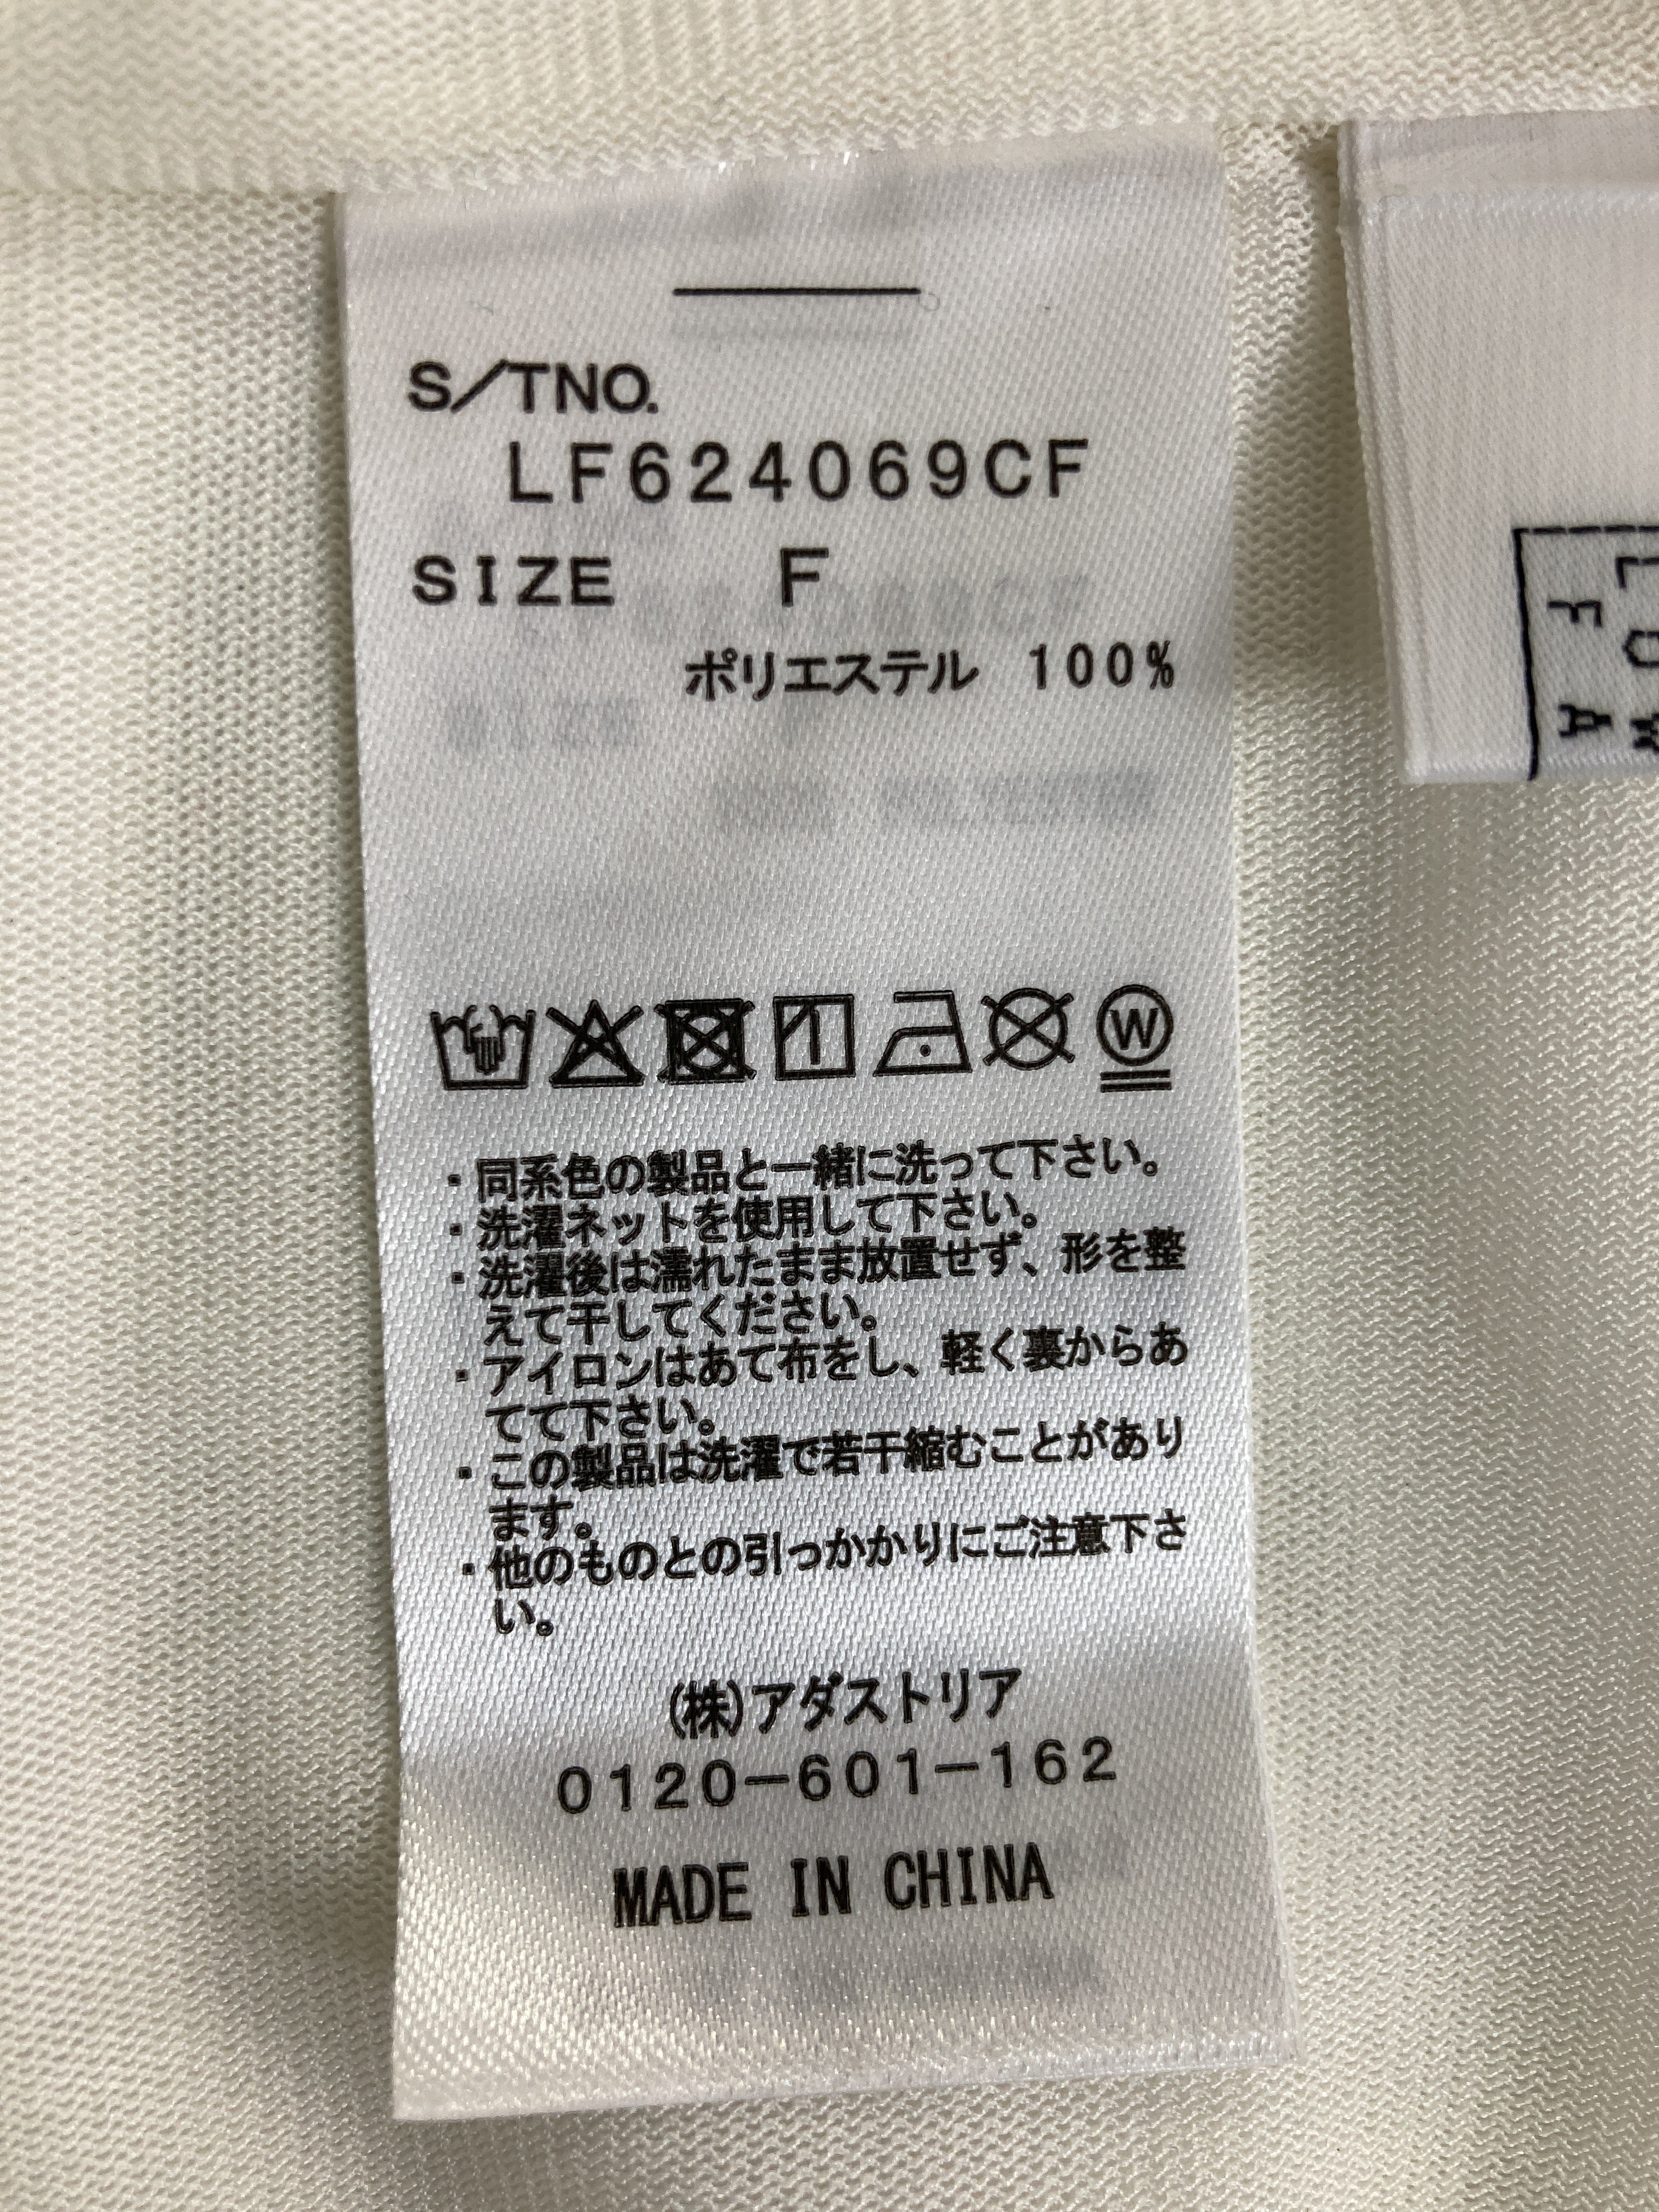 S/TNO.
LF624069CF
SIZE F
ポリエステル 100%
W
・同系色の製品と一緒に洗って下さい。
・洗濯ネットを使用して下さい。
・洗濯後は濡れたまま放置せず、形を整
えて干してください。
・アイロンはあて布をし、軽く裏からあ
てて下さい。
・この製品は洗濯で若干縮むことがあり
ます。
・他のものとの引っかかりにご注意下さ
い。
(株)アダストリア
0120-601-162
MADE IN CHINA